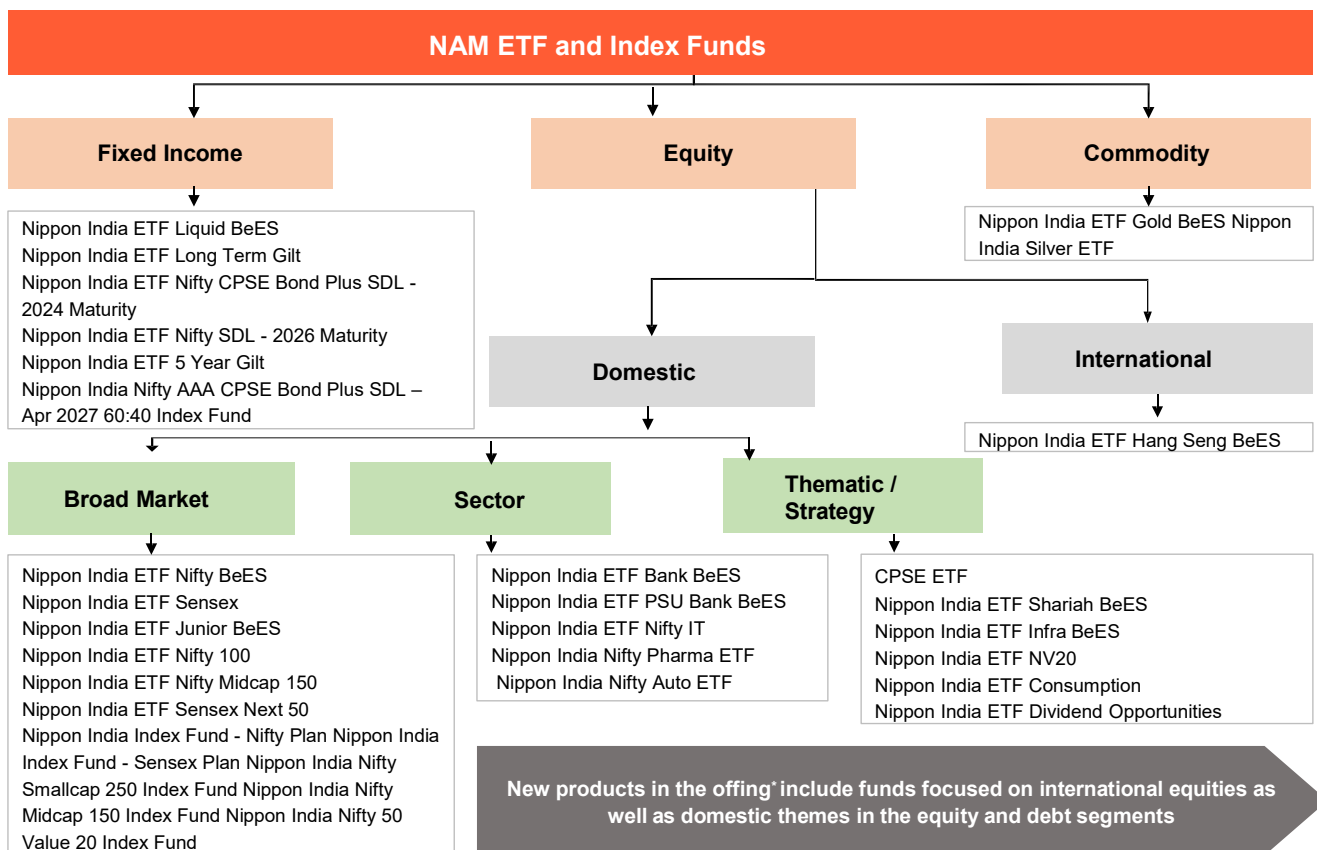 NAM ETF and Index Funds
Fixed Income
Equity
Commodity
Nippon India ETF Liquid BeES
Nippon India ETF Long Term Gilt
Nippon India ETF Nifty CPSE Bond Plus SDL -
2024 Maturity
Nippon India ETF Nifty SDL - 2026 Maturity
Nippon India ETF 5 Year Gilt
Nippon India Nifty AAA CPSE Bond Plus SDL –
Apr 2027 60:40 Index Fund
Nippon India ETF Gold BeES Nippon
India Silver ETF
Domestic
International
Nippon India ETF Hang Seng BeES
Broad Market
Sector
Thematic /
Strategy
Nippon India ETF Nifty BeES
Nippon India ETF Sensex
Nippon India ETF Junior BeES
Nippon India ETF Nifty 100
Nippon India ETF Nifty Midcap 150
Nippon India ETF Sensex Next 50
Nippon India Index Fund - Nifty Plan Nippon India
Index Fund - Sensex Plan Nippon India Nifty
Smallcap 250 Index Fund Nippon India Nifty
Midcap 150 Index Fund Nippon India Nifty 50
Value 20 Index Fund
Nippon India ETF Bank BeES
Nippon India ETF PSU Bank BeES
Nippon India ETF Nifty IT
Nippon India Nifty Pharma ETF
Nippon India Nifty Auto ETF
CPSE ETF
Nippon India ETF Shariah BeES
Nippon India ETF Infra BeES
Nippon India ETF NV20
Nippon India ETF Consumption
Nippon India ETF Dividend Opportunities
New products in the offing* include funds focused on international equities as
well as domestic themes in the equity and debt segments